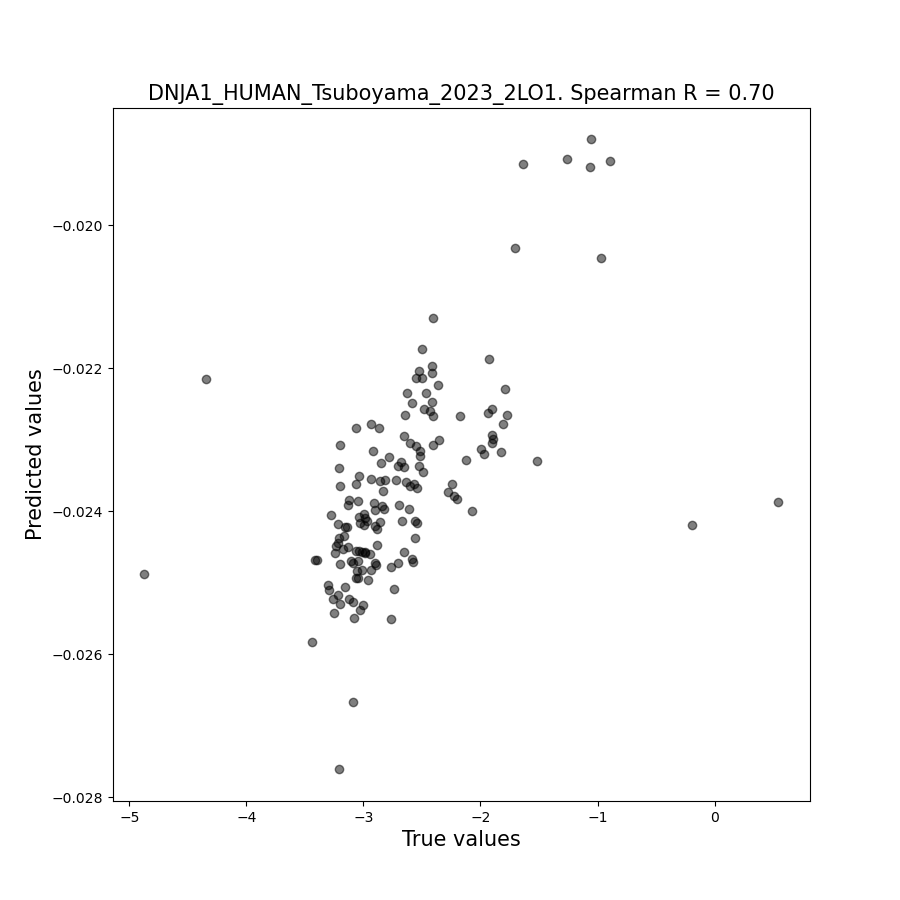 DNJA1_HUMAN_Tsuboyama_2023_2LO1. Spearman R = 0.70
Predicted values
−0.020
−0.022
−0.024
−0.026
−0.028
−5 −4 −3 −2 −1 0
True values